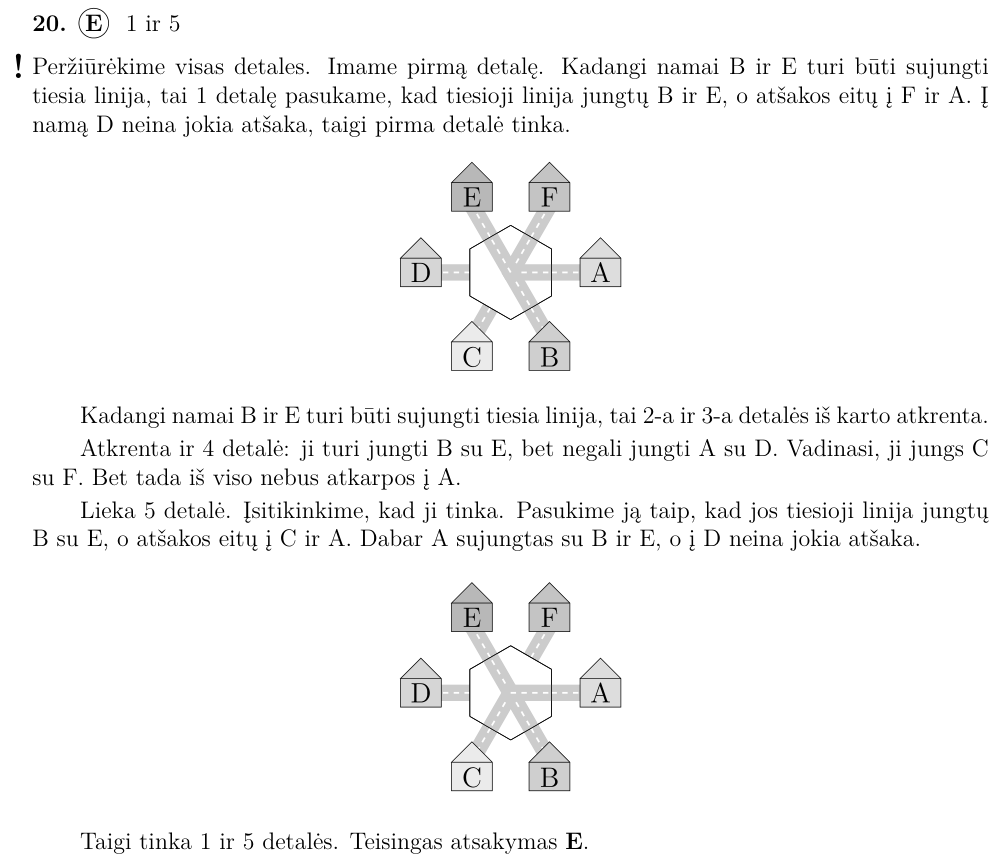 20. E 1 ir 5
! Peržiūrėkime visas detales. Imame pirmą detalę. Kadangi namai B ir E turi būti sujungti
tiesia linija, tai 1 detalę pasukame, kad tiesioji linija jungtų B ir E, o atšakos eitų į F ir A. Į
namą D neina jokia atšaka, taigi pirma detalė tinka.
E F
D A
C B
Kadangi namai B ir E turi būti sujungti tiesia linija, tai 2-a ir 3-a detalės iš karto atkrenta.
Atkrenta ir 4 detalė: ji turi jungti B su E, bet negali jungti A su D. Vadinasi, ji jungs C
su F. Bet tada iš viso nebus atkarpos į A.
Lieka 5 detalė. Įsitikinkime, kad ji tinka. Pasukime ją taip, kad jos tiesioji linija jungtų
B su E, o atšakos eitų į C ir A. Dabar A sujungtas su B ir E, o į D neina jokia atšaka.
E F
D A
C B
Taigi tinka 1 ir 5 detalės. Teisingas atsakymas E.